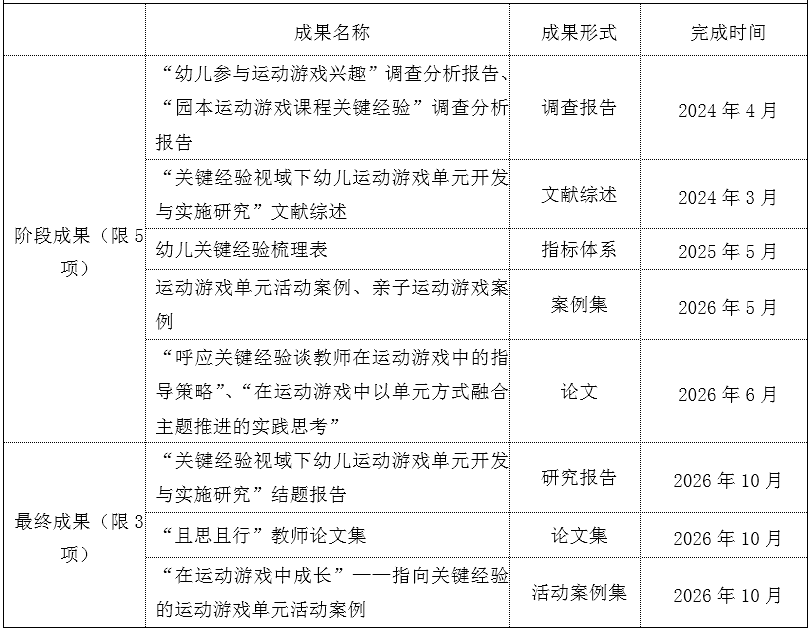 成果名称 成果形式 完成时间
阶段成果（限 5
项）
“幼儿参与运动游戏兴趣”调查分析报告、
“园本运动游戏课程关键经验”调查分析
报告
调查报告
2024 年 4 月
“关键经验视域下幼儿运动游戏单元开发
与实施研究”文献综述
文献综述
2024 年 3 月
幼儿关键经验梳理表
指标体系
2025 年 5 月
运动游戏单元活动案例、亲子运动游戏案
例
案例集
2026 年 5 月
“呼应关键经验谈教师在运动游戏中的指
导策略”、“在运动游戏中以单元方式融合
主题推进的实践思考”
论文
2026 年 6 月
最终成果（限 3
项）
“关键经验视域下幼儿运动游戏单元开发
与实施研究”结题报告
研究报告
2026 年 10 月
“且思且行”教师论文集
论文集
2026 年 10 月
“在运动游戏中成长”——指向关键经验
的运动游戏单元活动案例
活动案例集
2026 年 10 月